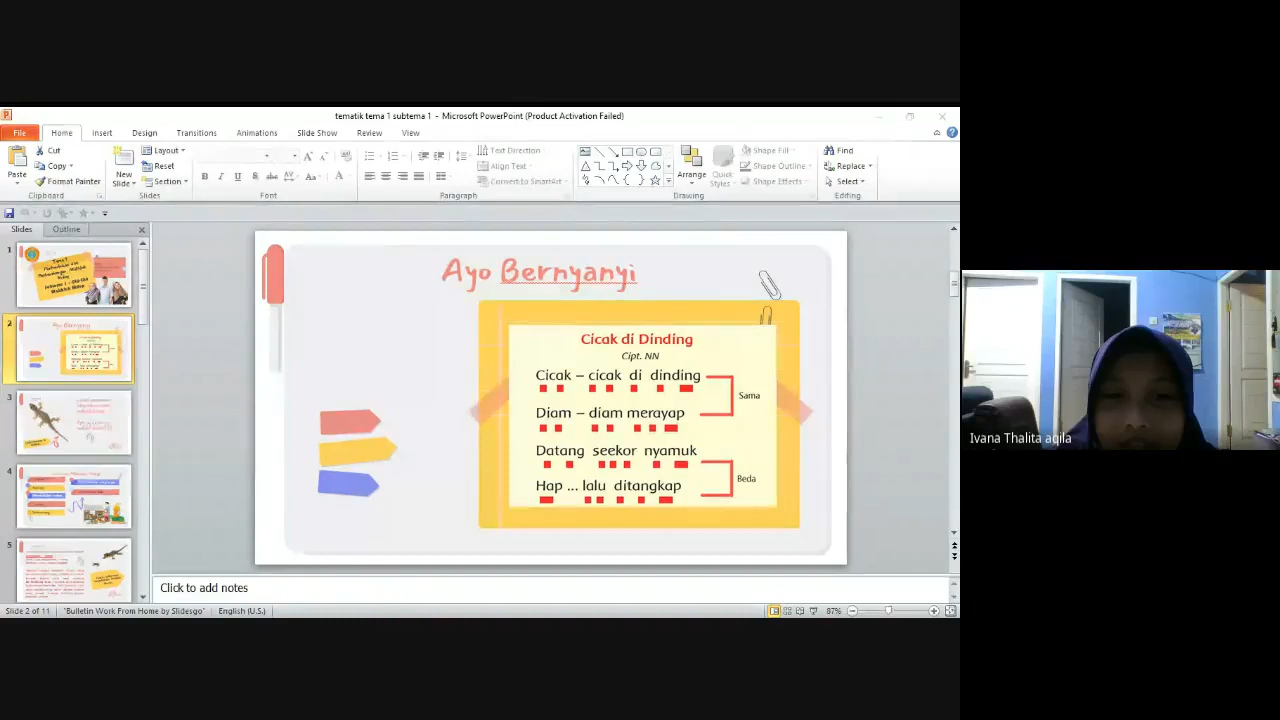 tematik tema 1 subtema 1 - Microsoft PowerPoint (Product Activation Failed)
File Home Insert Design Transitions Animations Slide Show Review View
Paste Cut Copy Format Painter Clipboard
New Slide Layout Reset Section Slides
Font
Text Direction Align Text Convert to SmartArt Paragraph
Arrange Quick Styles Shape Fill Shape Outline Shape Effects Drawing
Find Replace Select Editing
Slides Outline
1
2
3
4
5
Ayo Bernyanyi
Cicak di Dinding
Cipt. NN
Cicak – cicak di dinding
Sama
Diam – diam merayap
Datang seekor nyamuk
Beda
Hap ... lalu ditangkap
Click to add notes
Slide 2 of 11 "Bulletin Work From Home by Slidesgo" English (U.S.) 87%
Ivana Thalita aqila